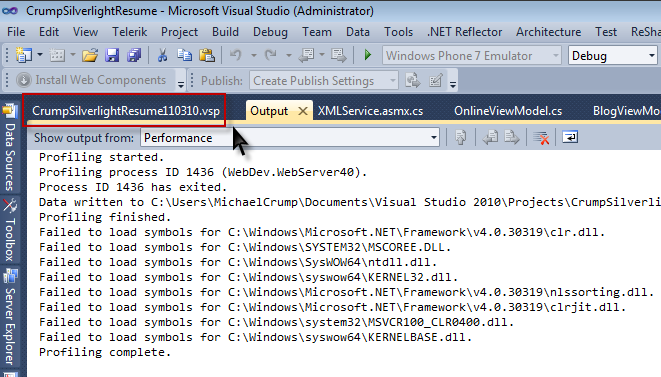 CrumpSilverlightResume - Microsoft Visual Studio (Administrator)
File Edit View Telerik Project Build Debug Team Data Tools .NET Reflector Architecture Test ReSha
Windows Phone 7 Emulator Debug
Install Web Components Publish: Create Publish Settings
CrumpSilverlightResume110310.vsp Output XMLService.asmx.cs OnlineViewModel.cs BlogViewMo
Show output from: Performance
Data Sources
Toolbox
Server Explorer
Profiling started.
Profiling process ID 1436 (WebDev.WebServer40).
Process ID 1436 has exited.
Data written to C:\Users\MichaelCrump\Documents\Visual Studio 2010\Projects\CrumpSilverli
Profiling finished.
Failed to load symbols for C:\Windows\Microsoft.NET\Framework\v4.0.30319\clr.dll.
Failed to load symbols for C:\Windows\SYSTEM32\MSCOREE.DLL.
Failed to load symbols for C:\Windows\SysWOW64\ntdll.dll.
Failed to load symbols for C:\Windows\syswow64\KERNEL32.dll.
Failed to load symbols for C:\Windows\Microsoft.NET\Framework\v4.0.30319\nlssorting.dll.
Failed to load symbols for C:\Windows\Microsoft.NET\Framework\v4.0.30319\clrjit.dll.
Failed to load symbols for C:\Windows\system32\MSVCR100_CLR0400.dll.
Failed to load symbols for C:\Windows\syswow64\KERNELBASE.dll.
Profiling complete.